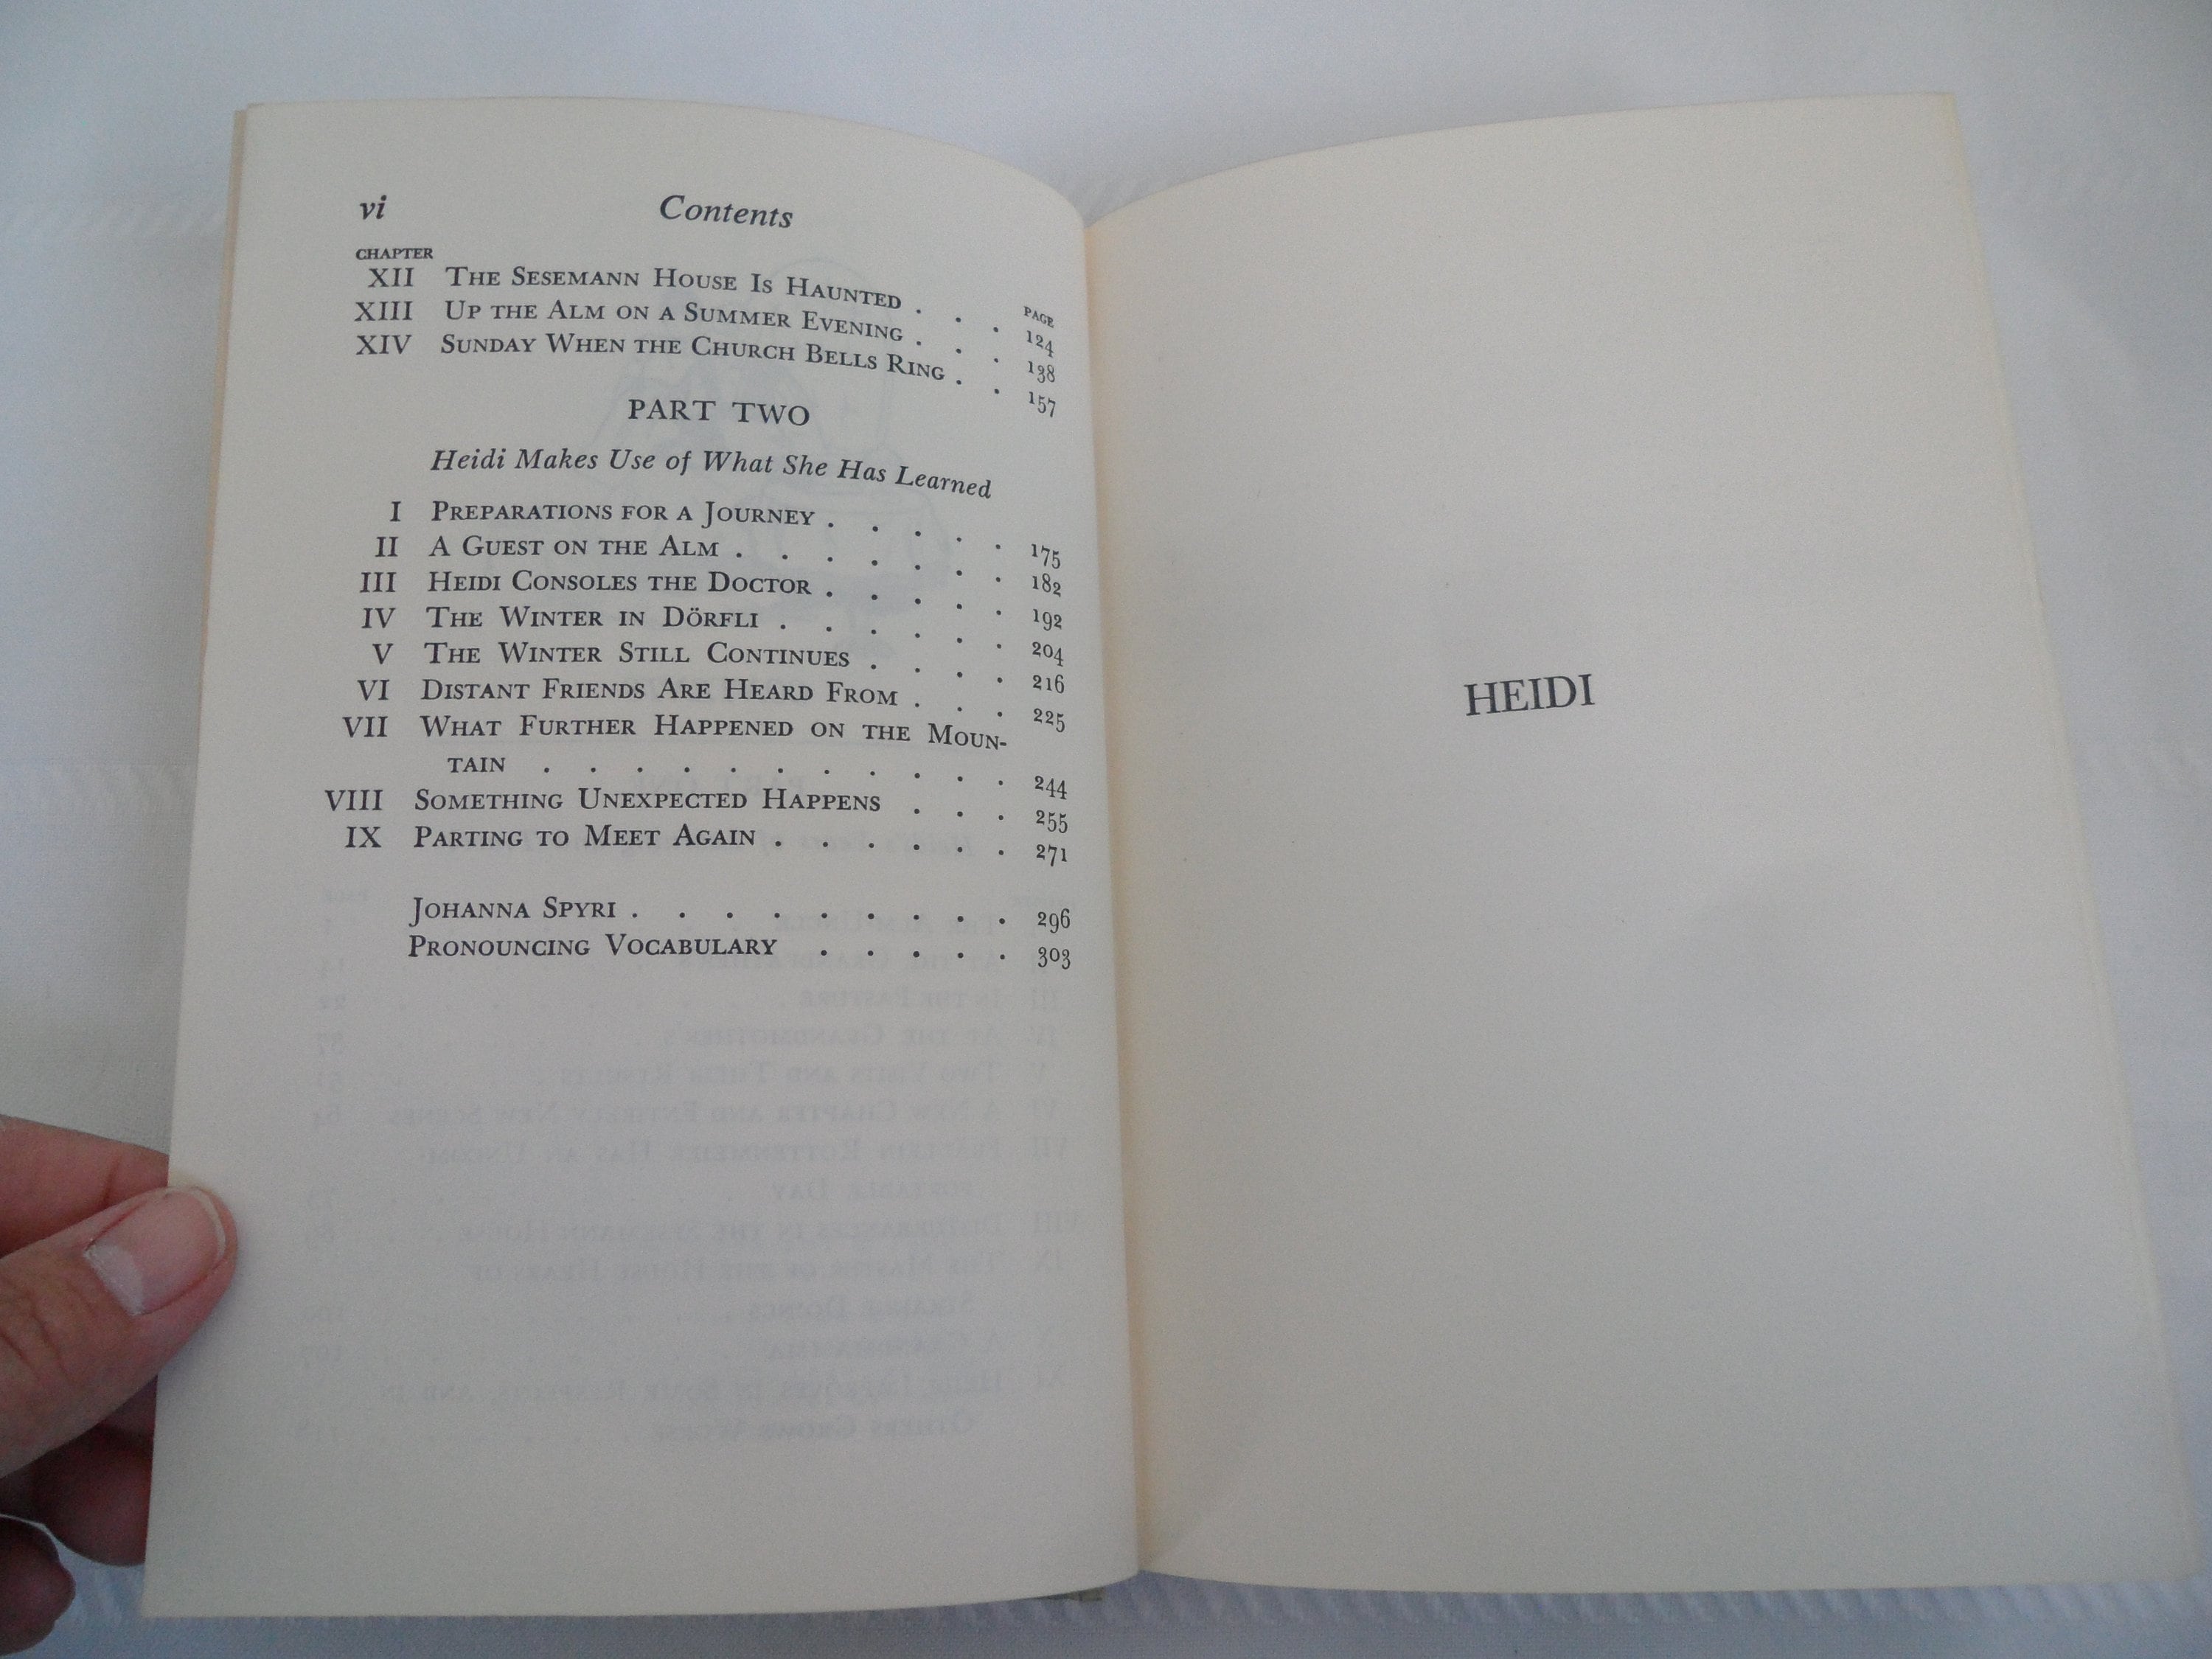 vi Contents
CHAPTER PAGE
XII THE SESEMANN HOUSE IS HAUNTED . . . 124
XIII UP THE ALM ON A SUMMER EVENING . . . 138
XIV SUNDAY WHEN THE CHURCH BELLS RING . . 157
PART TWO
Heidi Makes Use of What She Has Learned
I PREPARATIONS FOR A JOURNEY . . . . . 175
II A GUEST ON THE ALM . . . . . . . 182
III HEIDI CONSOLES THE DOCTOR . . . . . 192
IV THE WINTER IN DÖRFLI . . . . . . 204
V THE WINTER STILL CONTINUES . . . . 216
VI DISTANT FRIENDS ARE HEARD FROM . . . 225
VII WHAT FURTHER HAPPENED ON THE MOUN-
TAIN . . . . . . . . . . . 244
VIII SOMETHING UNEXPECTED HAPPENS . . . 255
IX PARTING TO MEET AGAIN . . . . . . 271
JOHANNA SPYRI . . . . . . . . . 296
PRONOUNCING VOCABULARY . . . . . 303
HEIDI